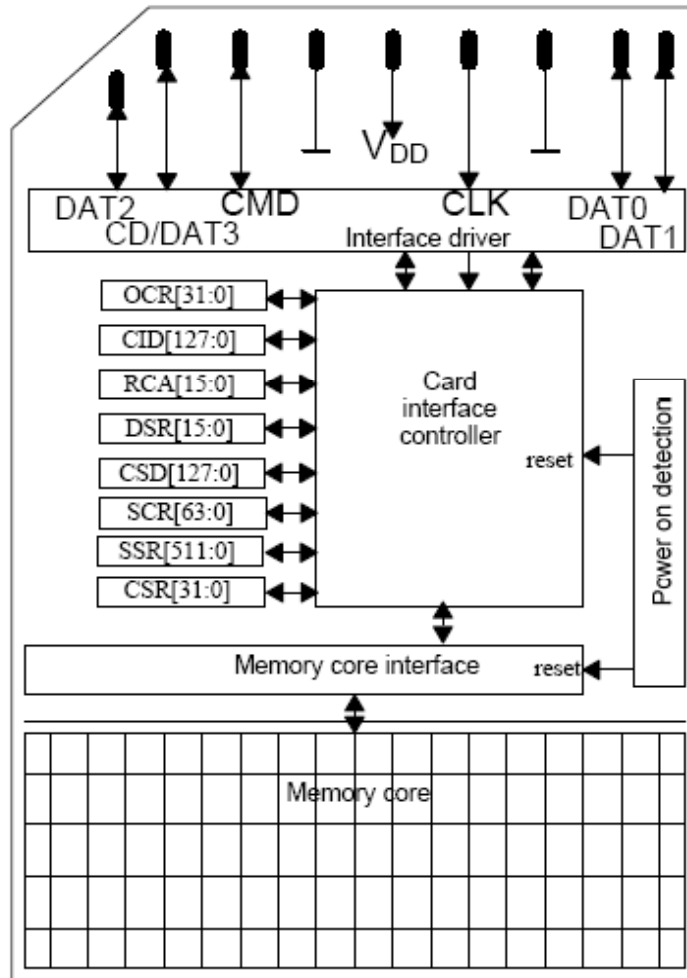 VDD
DAT2
CMD
CLK
DAT0
CD/DAT3
Interface driver
DAT1
OCR[31:0]
CID[127:0]
RCA[15:0]
DSR[15:0]
CSD[127:0]
SCR[63:0]
SSR[511:0]
CSR[31:0]
Card
interface
controller
reset
Power on detection
Memory core interface
reset
Memory core